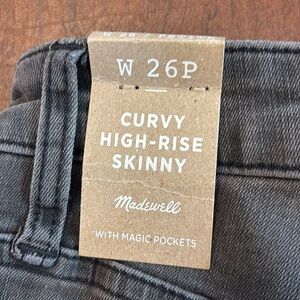 W 26P
CURVY
HIGH-RISE
SKINNY
Madewell
WITH MAGIC POCKETS